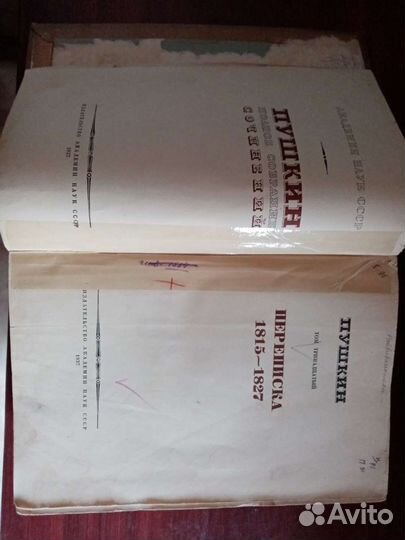 АКАДЕМИЯ НАУК СССР
ПУШКИН
ПОЛНОЕ СОБРАНИЕ
СОЧИНЕНИЙ
ИЗДАТЕЛЬСТВО АКАДЕМИИ НАУК СССР
1937
ПУШКИН
ТОМ ТРИНАДЦАТЫЙ
ПЕРЕПИСКА
1815—1827
ИЗДАТЕЛЬСТВО АКАДЕМИИ НАУК СССР
1937
Avito